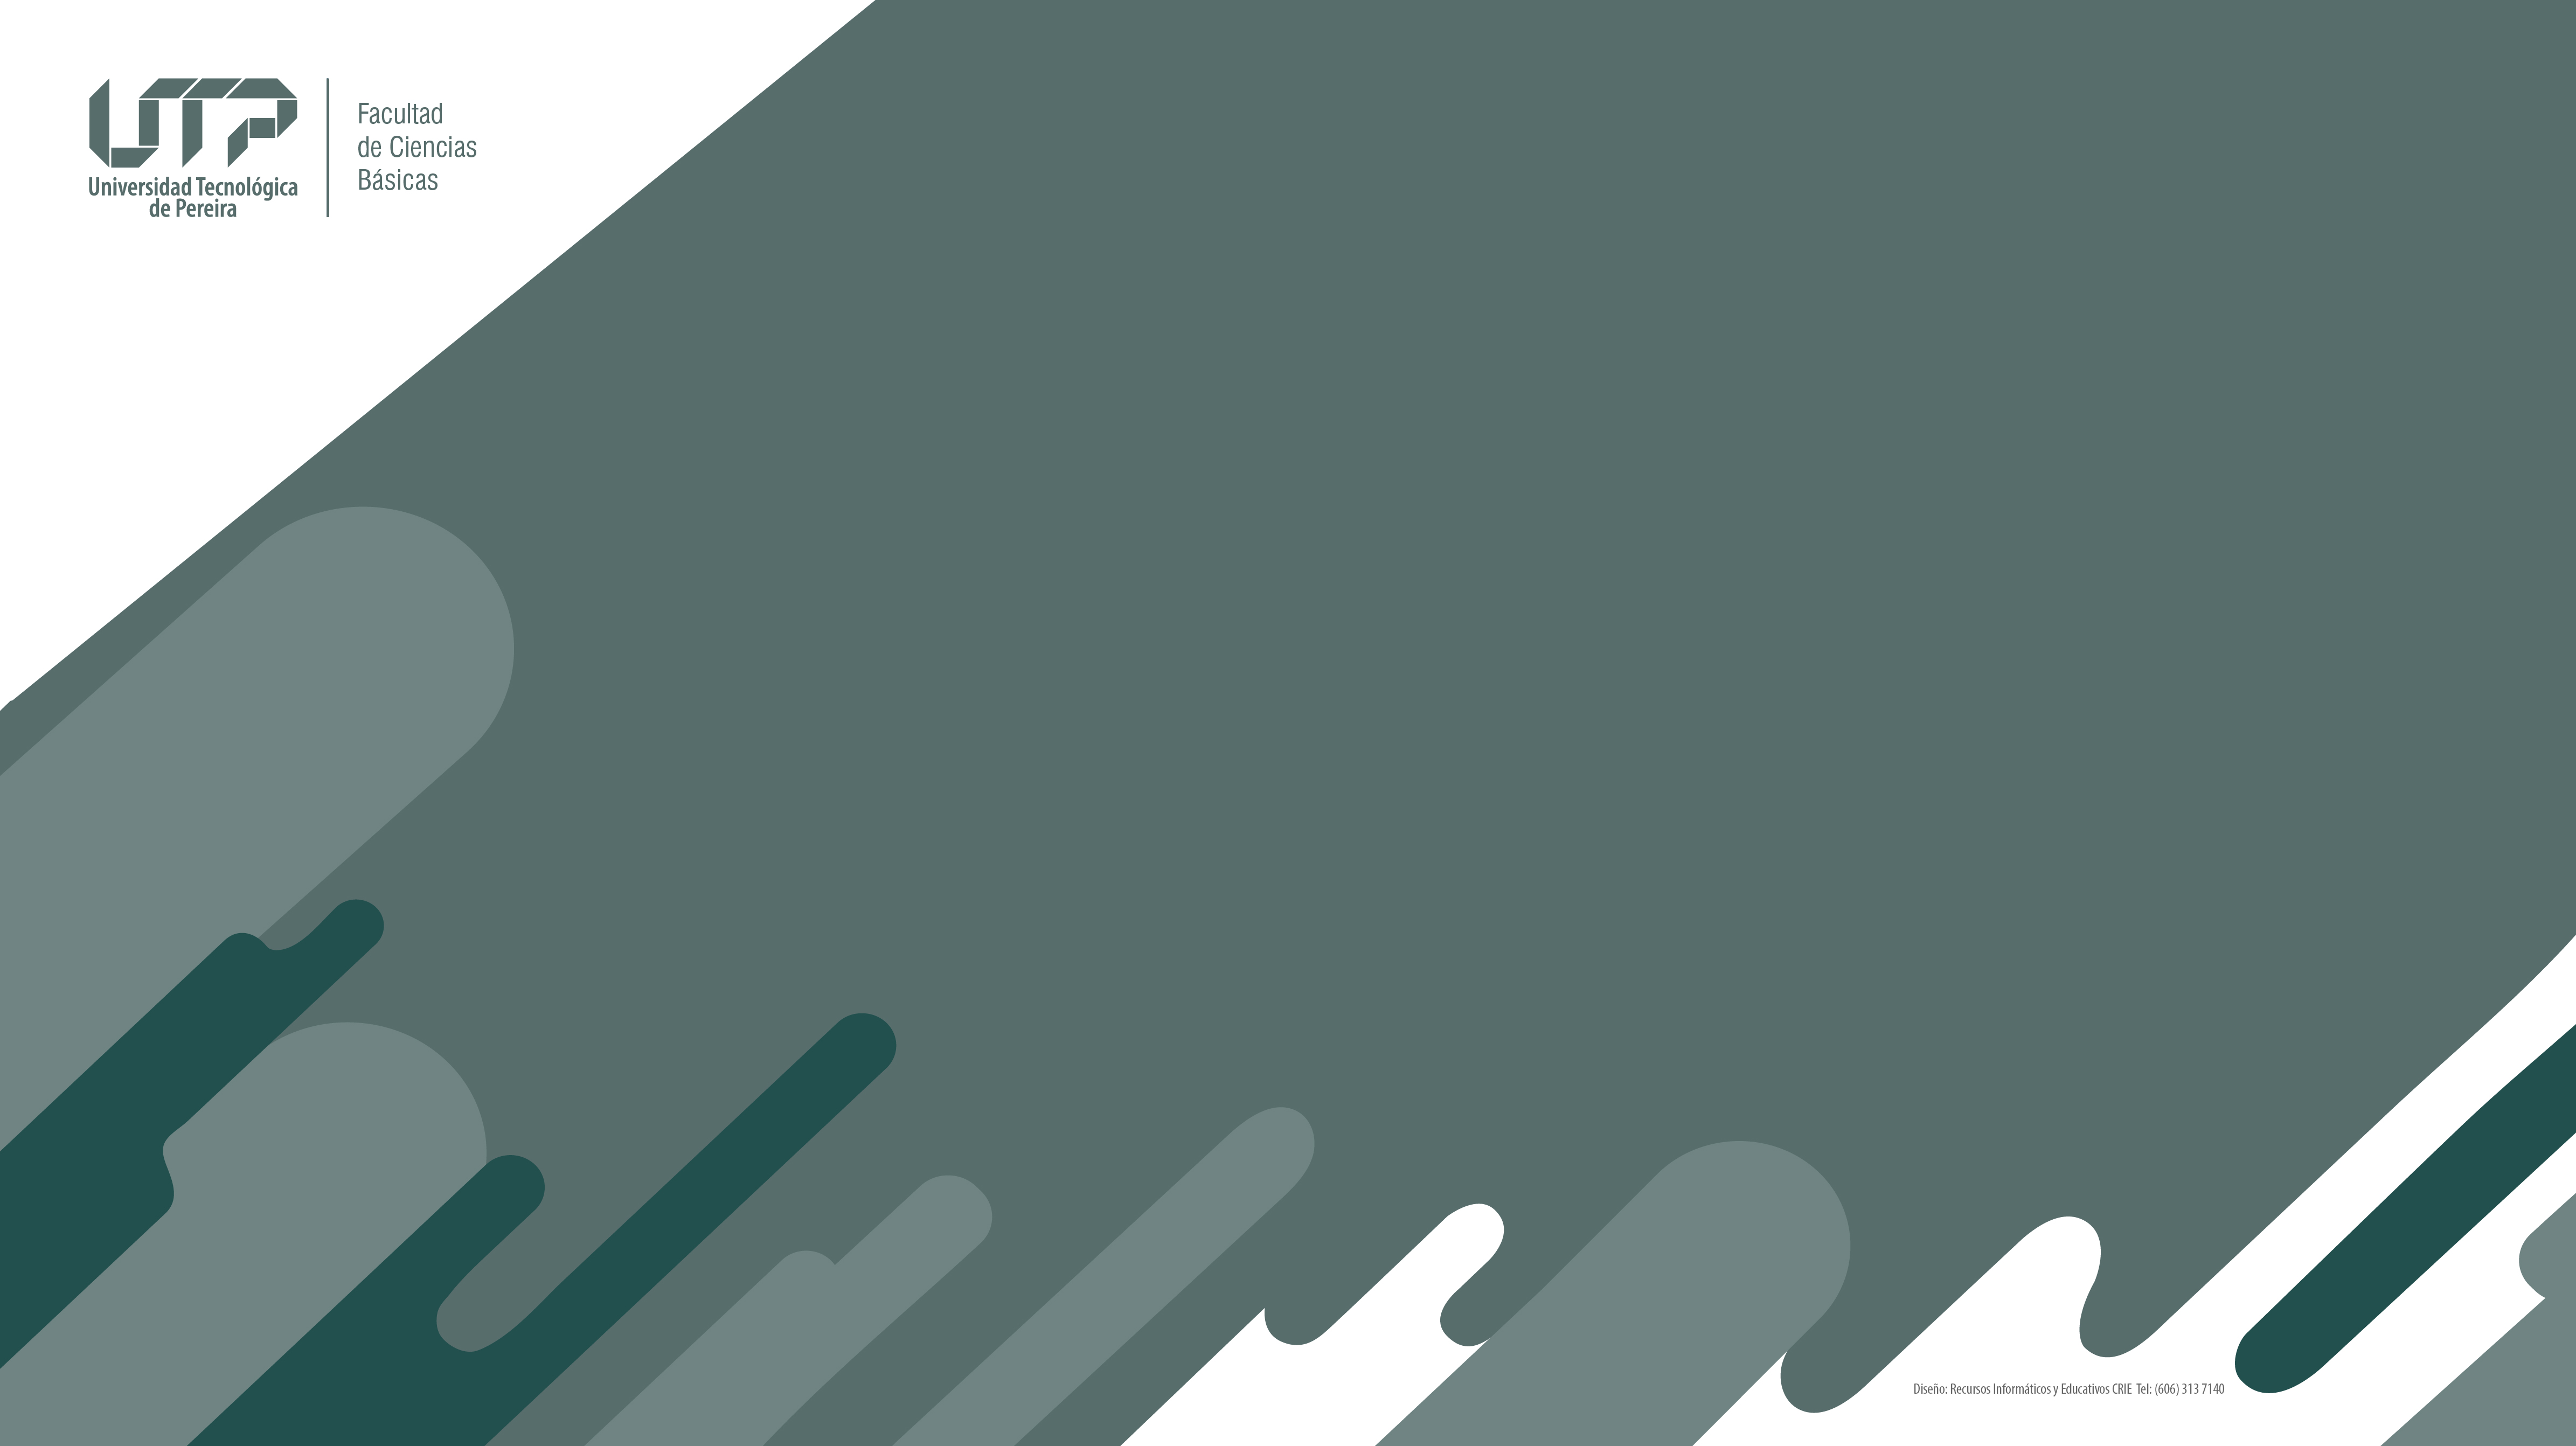 UTP
Universidad Tecnológica
de Pereira
Facultad
de Ciencias
Básicas
Diseño: Recursos Informáticos y Educativos CRIE Tel: (606) 313 7140